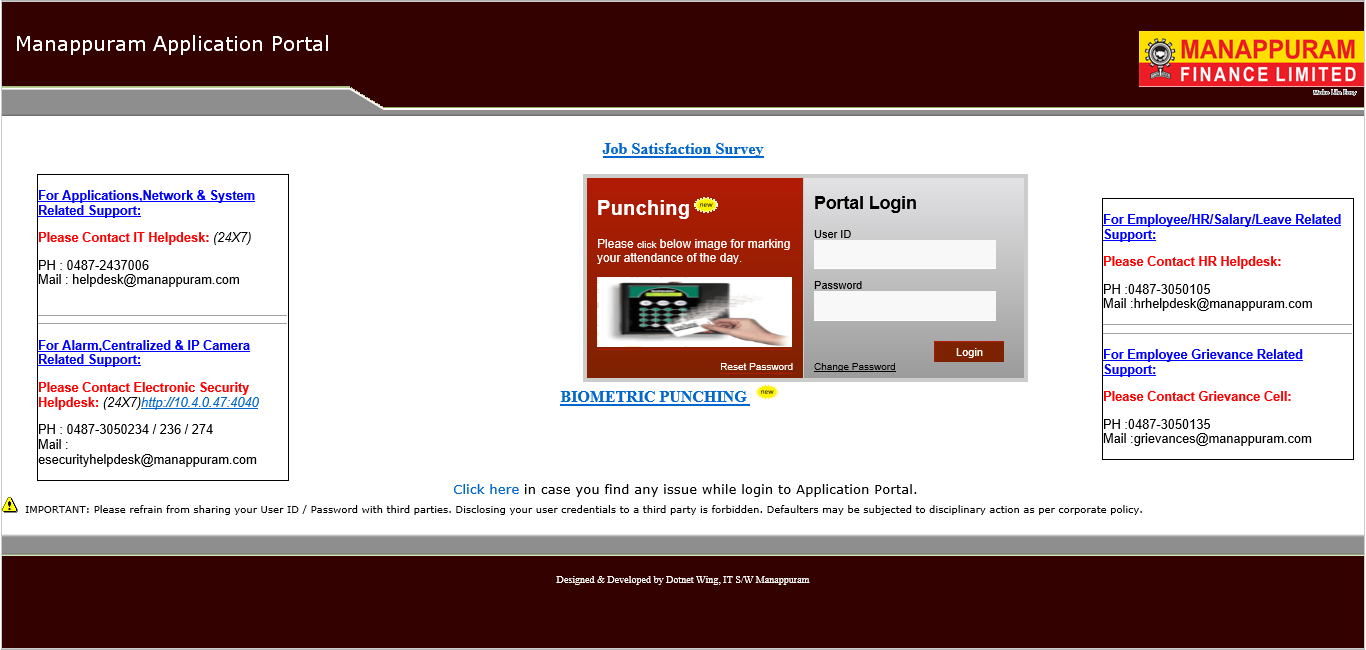 Manappuram Application Portal
MANAPPURAM
FINANCE LIMITED
Make Life Easy
Job Satisfaction Survey
For Applications,Network & System
Related Support:
Please Contact IT Helpdesk: (24X7)
PH : 0487-2437006
Mail : helpdesk@manappuram.com
For Alarm,Centralized & IP Camera
Related Support:
Please Contact Electronic Security
Helpdesk: (24X7)http://10.4.0.47:4040
PH : 0487-3050234 / 236 / 274
Mail :
esecurityhelpdesk@manappuram.com
Punching new
Please click below image for marking
your attendance of the day.
Reset Password
Portal Login
User ID
Password
Login
Change Password
BIOMETRIC PUNCHING new
For Employee/HR/Salary/Leave Related
Support:
Please Contact HR Helpdesk:
PH :0487-3050105
Mail :hrhelpdesk@manappuram.com
For Employee Grievance Related
Support:
Please Contact Grievance Cell:
PH :0487-3050135
Mail :grievances@manappuram.com
Click here in case you find any issue while login to Application Portal.
IMPORTANT: Please refrain from sharing your User ID / Password with third parties. Disclosing your user credentials to a third party is forbidden. Defaulters may be subjected to disciplinary action as per corporate policy.
Designed & Developed by Dotnet Wing, IT S/W Manappuram